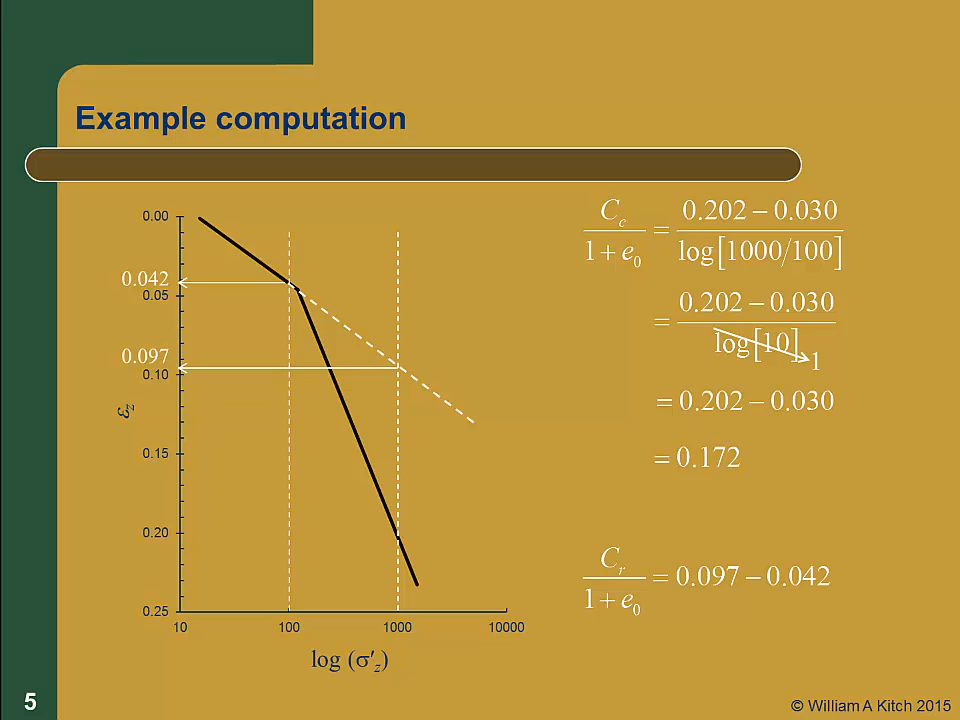 Example computation
0.00
0.042
0.05
0.097
0.10
εz
0.15
0.20
0.25
10 100 1000 10000
log (σ′z)
Cc / (1 + e0) = (0.202 − 0.030) / log[1000/100]
= (0.202 − 0.030) / log[10] 1
= 0.202 − 0.030
= 0.172
Cr / (1 + e0) = 0.097 − 0.042
5
© William A Kitch 2015